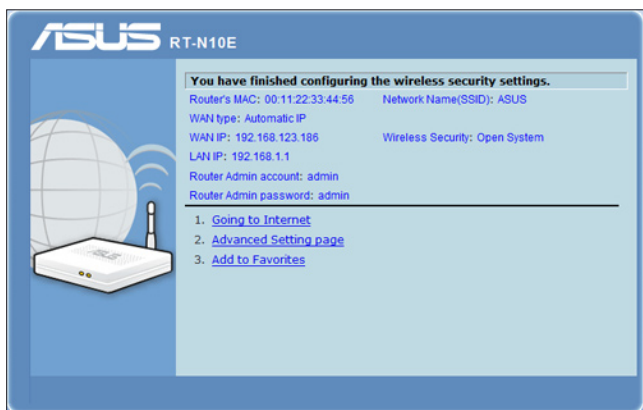 ASUS RT-N10E
You have finished configuring the wireless security settings.
Router's MAC: 00:11:22:33:44:56 Network Name(SSID): ASUS
WAN type: Automatic IP
WAN IP: 192.168.123.186 Wireless Security: Open System
LAN IP: 192.168.1.1
Router Admin account: admin
Router Admin password: admin
1. Going to Internet
2. Advanced Setting page
3. Add to Favorites
ASUS